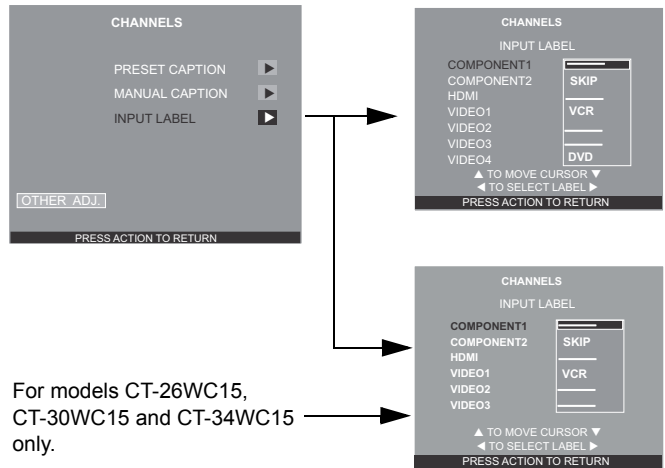 CHANNELS
PRESET CAPTION
MANUAL CAPTION
INPUT LABEL
OTHER ADJ.
PRESS ACTION TO RETURN
CHANNELS
INPUT LABEL
COMPONENT1
COMPONENT2 SKIP
HDMI
VIDEO1 VCR
VIDEO2
VIDEO3
VIDEO4 DVD
▲ TO MOVE CURSOR ▼
◀ TO SELECT LABEL ▶
PRESS ACTION TO RETURN
CHANNELS
INPUT LABEL
COMPONENT1
COMPONENT2 SKIP
HDMI
VIDEO1 VCR
VIDEO2
VIDEO3
▲ TO MOVE CURSOR ▼
◀ TO SELECT LABEL ▶
PRESS ACTION TO RETURN
For models CT-26WC15,
CT-30WC15 and CT-34WC15
only.